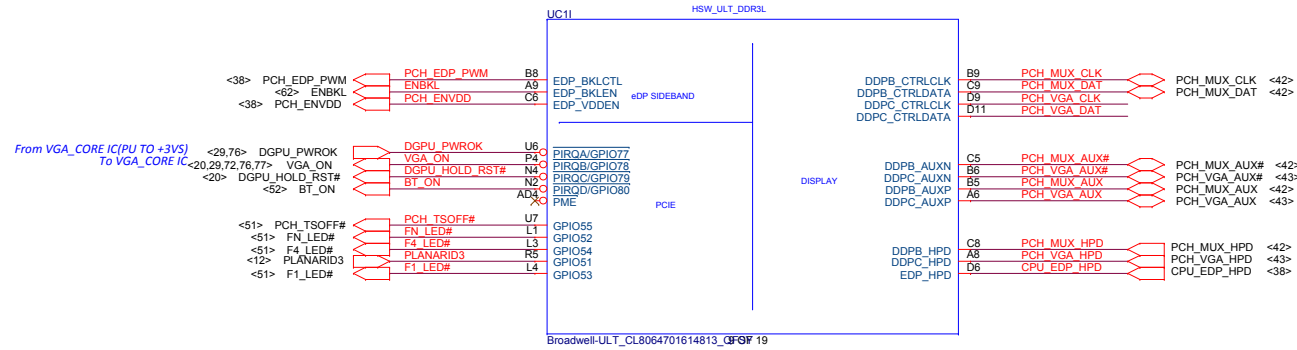 UC1I HSW_ULT_DDR3L
<38> PCH_EDP_PWM PCH_EDP_PWM B8 EDP_BKLCTL DDPB_CTRLCLK B9 PCH_MUX_CLK PCH_MUX_CLK <42>
<62> ENBKL ENBKL A9 EDP_BKLEN eDP SIDEBAND DDPB_CTRLDATA C9 PCH_MUX_DAT PCH_MUX_DAT <42>
<38> PCH_ENVDD PCH_ENVDD C6 EDP_VDDEN DDPC_CTRLCLK D9 PCH_VGA_CLK
DDPC_CTRLDATA D11 PCH_VGA_DAT
From VGA_CORE IC(PU TO +3VS) <29,76> DGPU_PWROK DGPU_PWROK U6 PIRQA/GPIO77
To VGA_CORE IC <20,29,72,76,77> VGA_ON VGA_ON P4 PIRQB/GPIO78 DDPB_AUXN C5 PCH_MUX_AUX# PCH_MUX_AUX# <42>
<20> DGPU_HOLD_RST# DGPU_HOLD_RST# N4 PIRQC/GPIO79 DISPLAY DDPC_AUXN B6 PCH_VGA_AUX# PCH_VGA_AUX# <43>
<52> BT_ON BT_ON N2 PIRQD/GPIO80 DDPB_AUXP B5 PCH_MUX_AUX PCH_MUX_AUX <42>
AD4 PME PCIE DDPC_AUXP A6 PCH_VGA_AUX PCH_VGA_AUX <43>
<51> PCH_TSOFF# PCH_TSOFF# U7 GPIO55
<51> FN_LED# FN_LED# L1 GPIO52
<51> F4_LED# F4_LED# L3 GPIO54 DDPB_HPD C8 PCH_MUX_HPD PCH_MUX_HPD <42>
<12> PLANARID3 PLANARID3 R5 GPIO51 DDPC_HPD A8 PCH_VGA_HPD PCH_VGA_HPD <43>
<51> F1_LED# F1_LED# L4 GPIO53 EDP_HPD D6 CPU_EDP_HPD CPU_EDP_HPD <38>
Broadwell-ULT_CL8064701614813_ 19